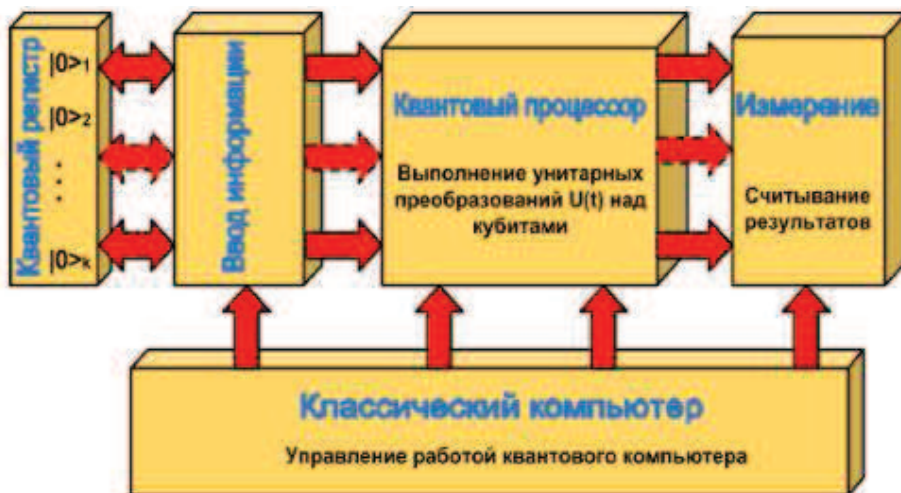 Квантовый регистр
|0>1
|0>2
. . .
|0>k
Ввод информации
Квантовый процессор
Выполнение унитарных
преобразований U(t) над
кубитами
Измерение
Считывание
результатов
Классический компьютер
Управление работой квантового компьютера